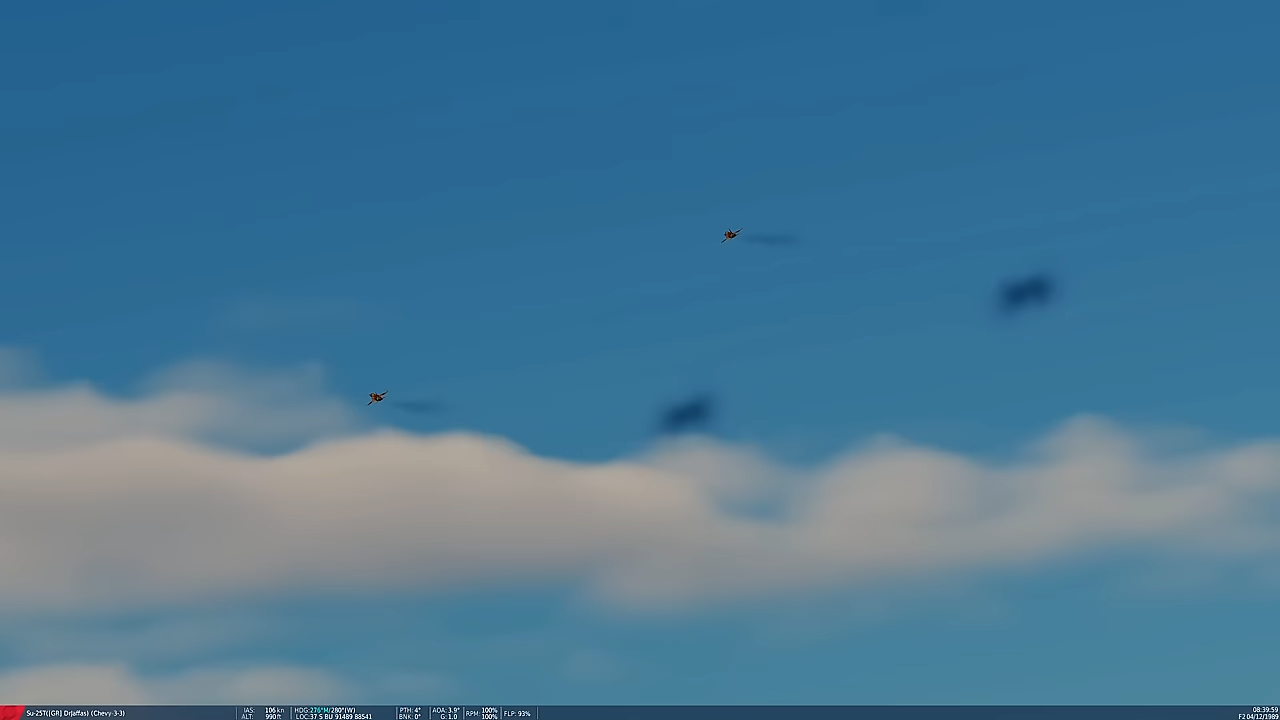 Su-25T([GR] DrJaffas) (Chevy-3-3)
IAS: 106 kn
ALT: 990 ft
HDG:276°M/280°(W)
LOC:37 S BU 91489 88541
PTH: 4°
BNK: 0°
AOA: 3.9°
G: 1.0
RPM: 100%
100%
FLP: 93%
08:39:59
F2 04/12/1989